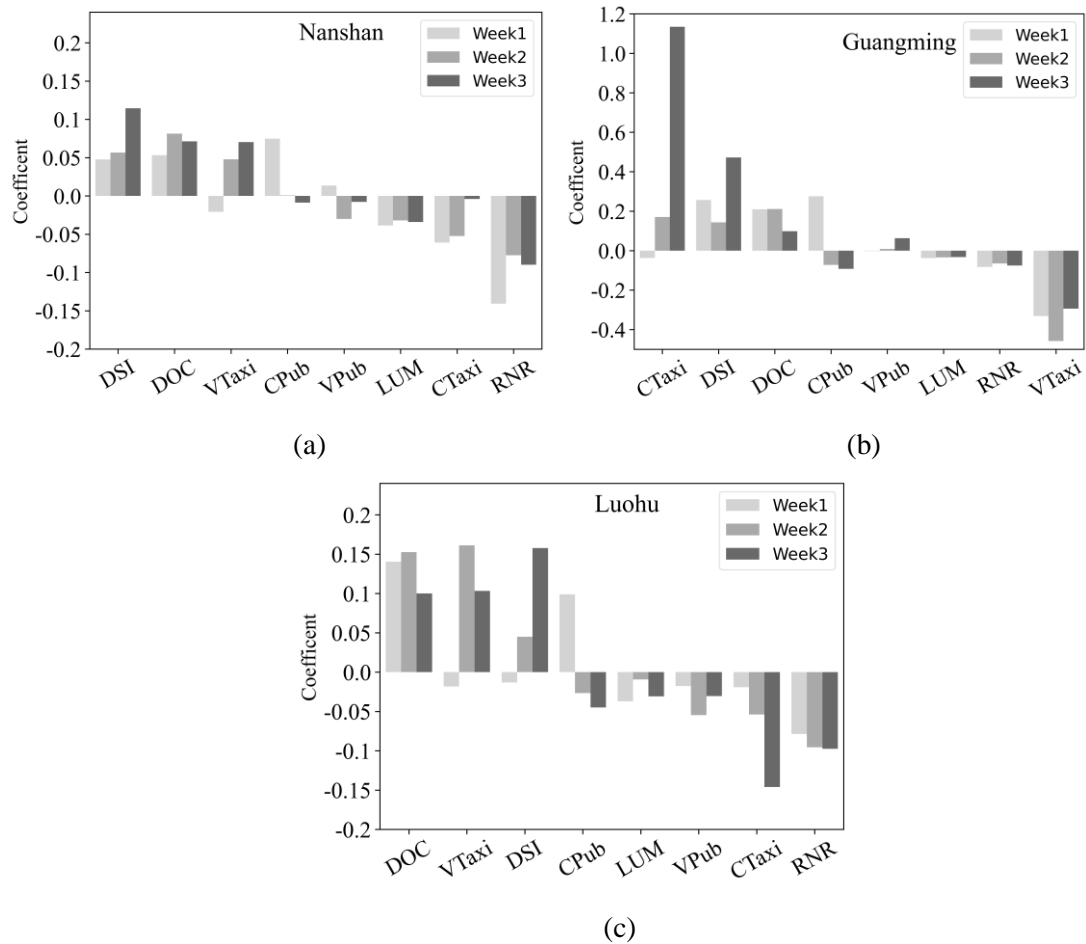 Nanshan
Week1
Week2
Week3
Coefficent
0.2
0.15
0.1
0.05
0.0
-0.05
-0.1
-0.15
-0.2
DSI
DOC
VTaxi
CPub
VPub
LUM
CTaxi
RNR
(a)
Guangming
Week1
Week2
Week3
Coefficent
1.2
1.0
0.8
0.6
0.4
0.2
0.0
-0.2
-0.4
CTaxi
DSI
DOC
CPub
VPub
LUM
RNR
VTaxi
(b)
Luohu
Week1
Week2
Week3
Coefficent
0.2
0.15
0.1
0.05
0.0
-0.05
-0.1
-0.15
-0.2
DOC
VTaxi
DSI
CPub
LUM
VPub
CTaxi
RNR
(c)